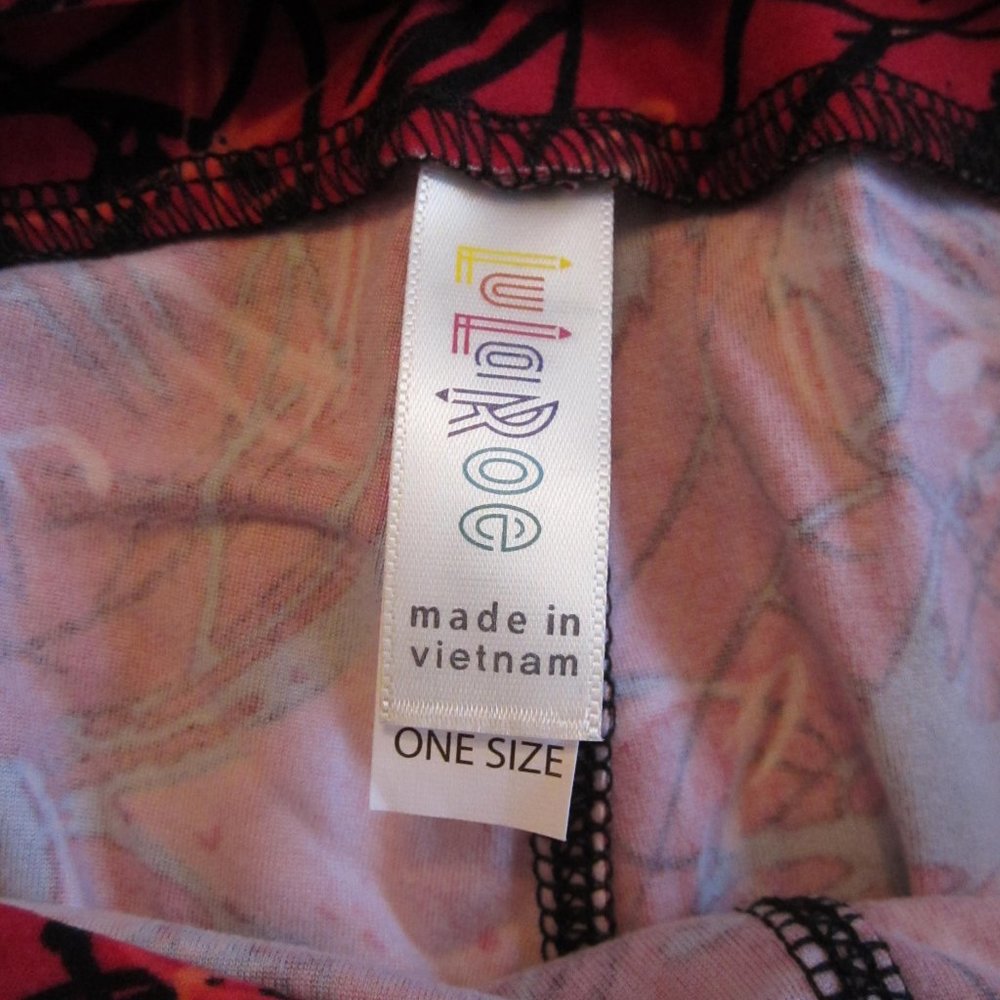 LuLaRoe
made in
vietnam
ONE SIZE